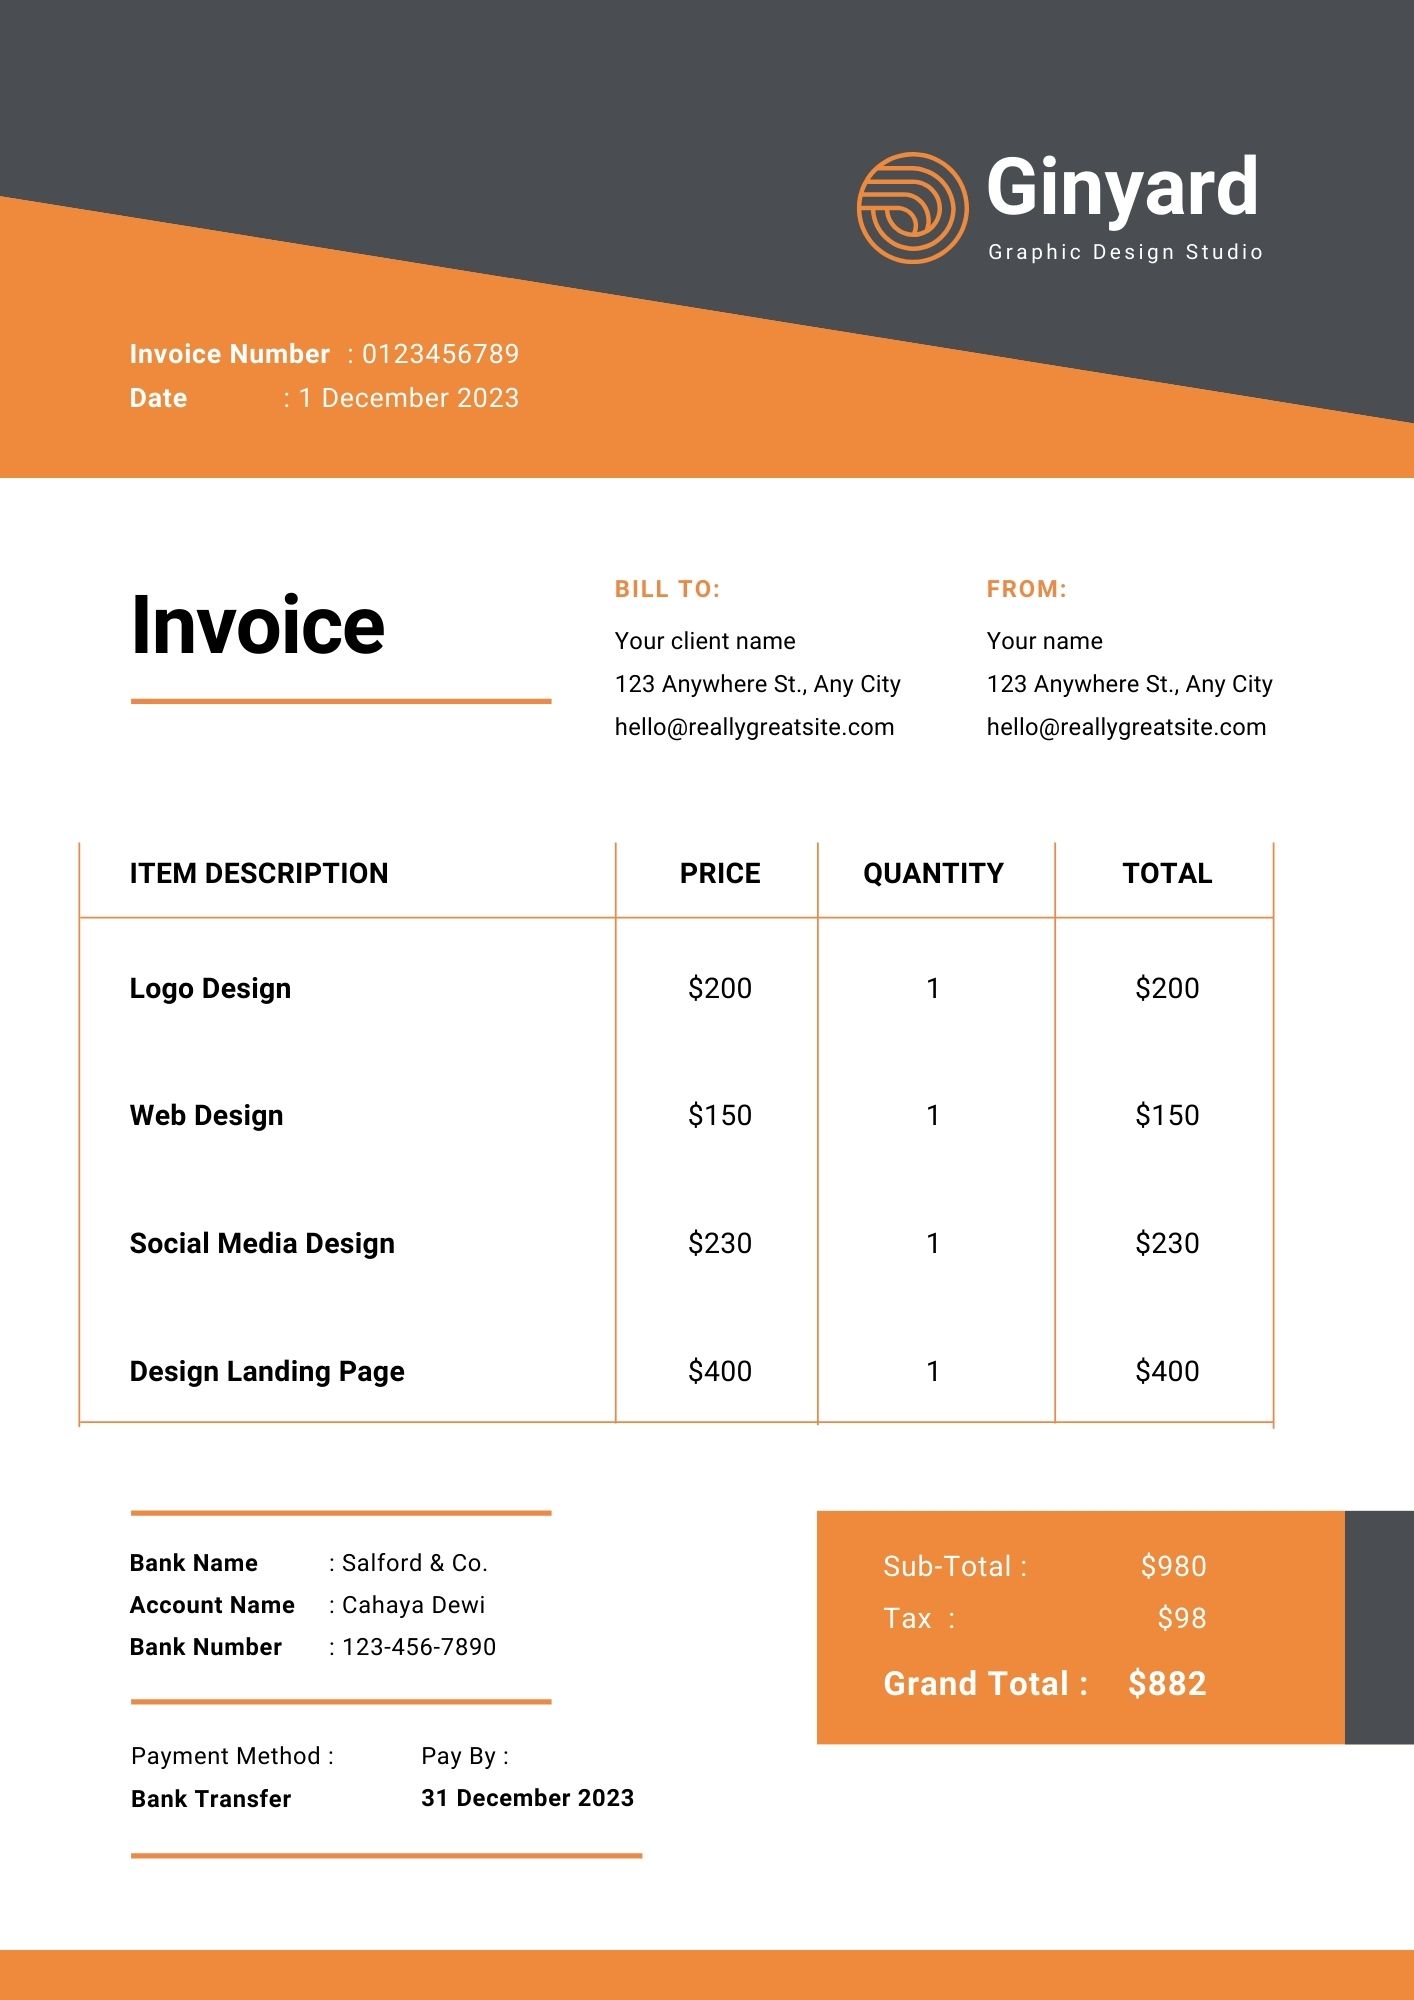 Ginyard
Graphic Design Studio
Invoice Number : 0123456789
Date : 1 December 2023
Invoice
BILL TO:
Your client name
123 Anywhere St., Any City
hello@reallygreatsite.com
FROM:
Your name
123 Anywhere St., Any City
hello@reallygreatsite.com
ITEM DESCRIPTION PRICE QUANTITY TOTAL
Logo Design $200 1 $200
Web Design $150 1 $150
Social Media Design $230 1 $230
Design Landing Page $400 1 $400
Bank Name : Salford & Co.
Account Name : Cahaya Dewi
Bank Number : 123-456-7890
Payment Method :
Bank Transfer
Pay By :
31 December 2023
Sub-Total : $980
Tax : $98
Grand Total : $882